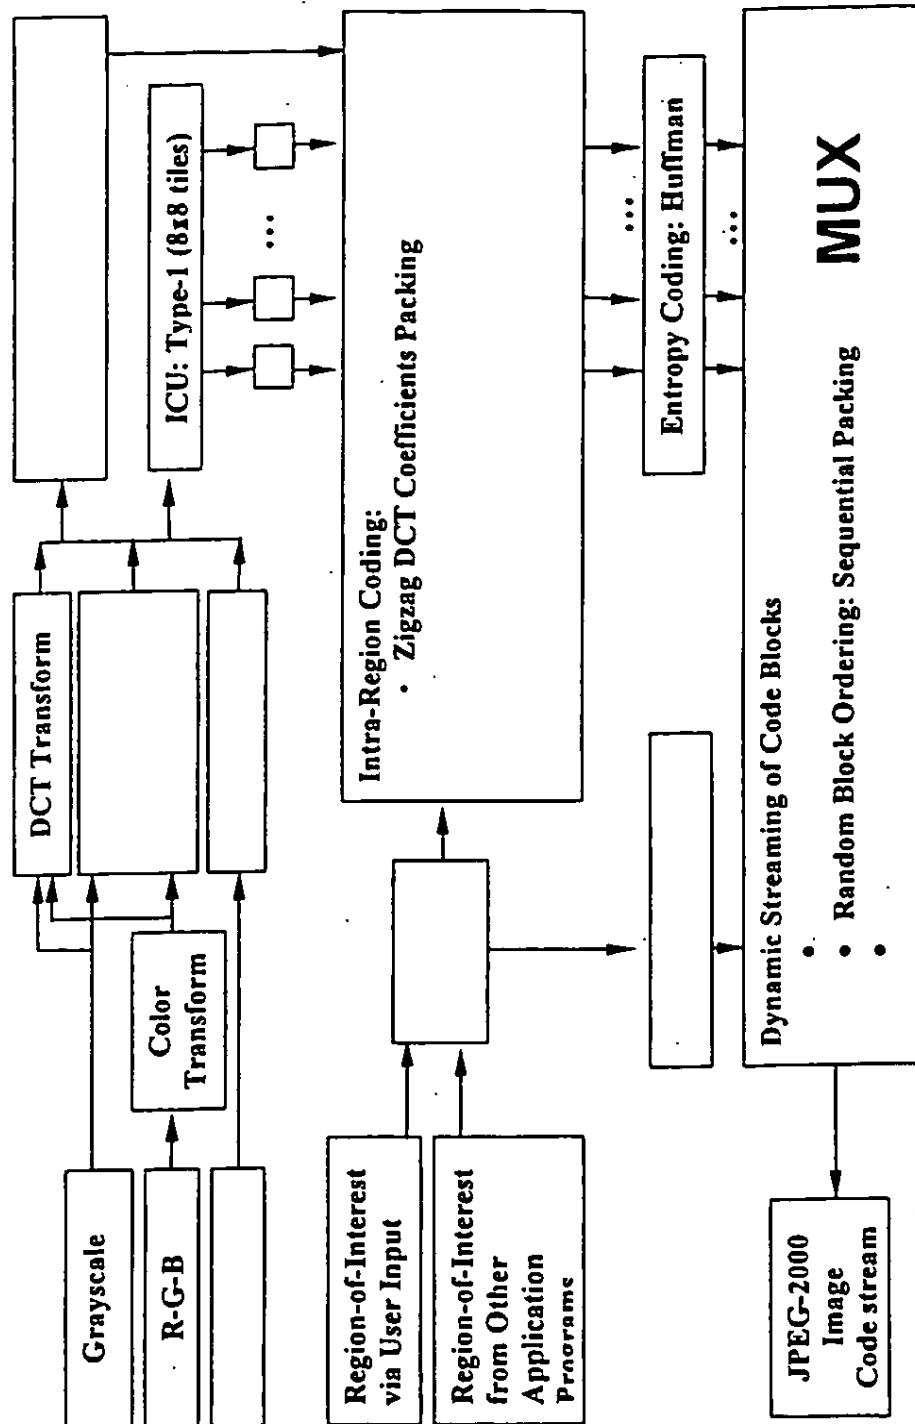 Grayscale
R-G-B
Color
Transform
DCT Transform
ICU: Type-1 (8x8 tiles)
Region-of-Interest
via User Input
Region-of-Interest
from Other
Application
Programs
Intra-Region Coding:
• Zigzag DCT Coefficients Packing
...
...
Entropy Coding: Huffman
...
Dynamic Streaming of Code Blocks
•
• Random Block Ordering: Sequential Packing
•
MUX
JPEG-2000
Image
Code stream